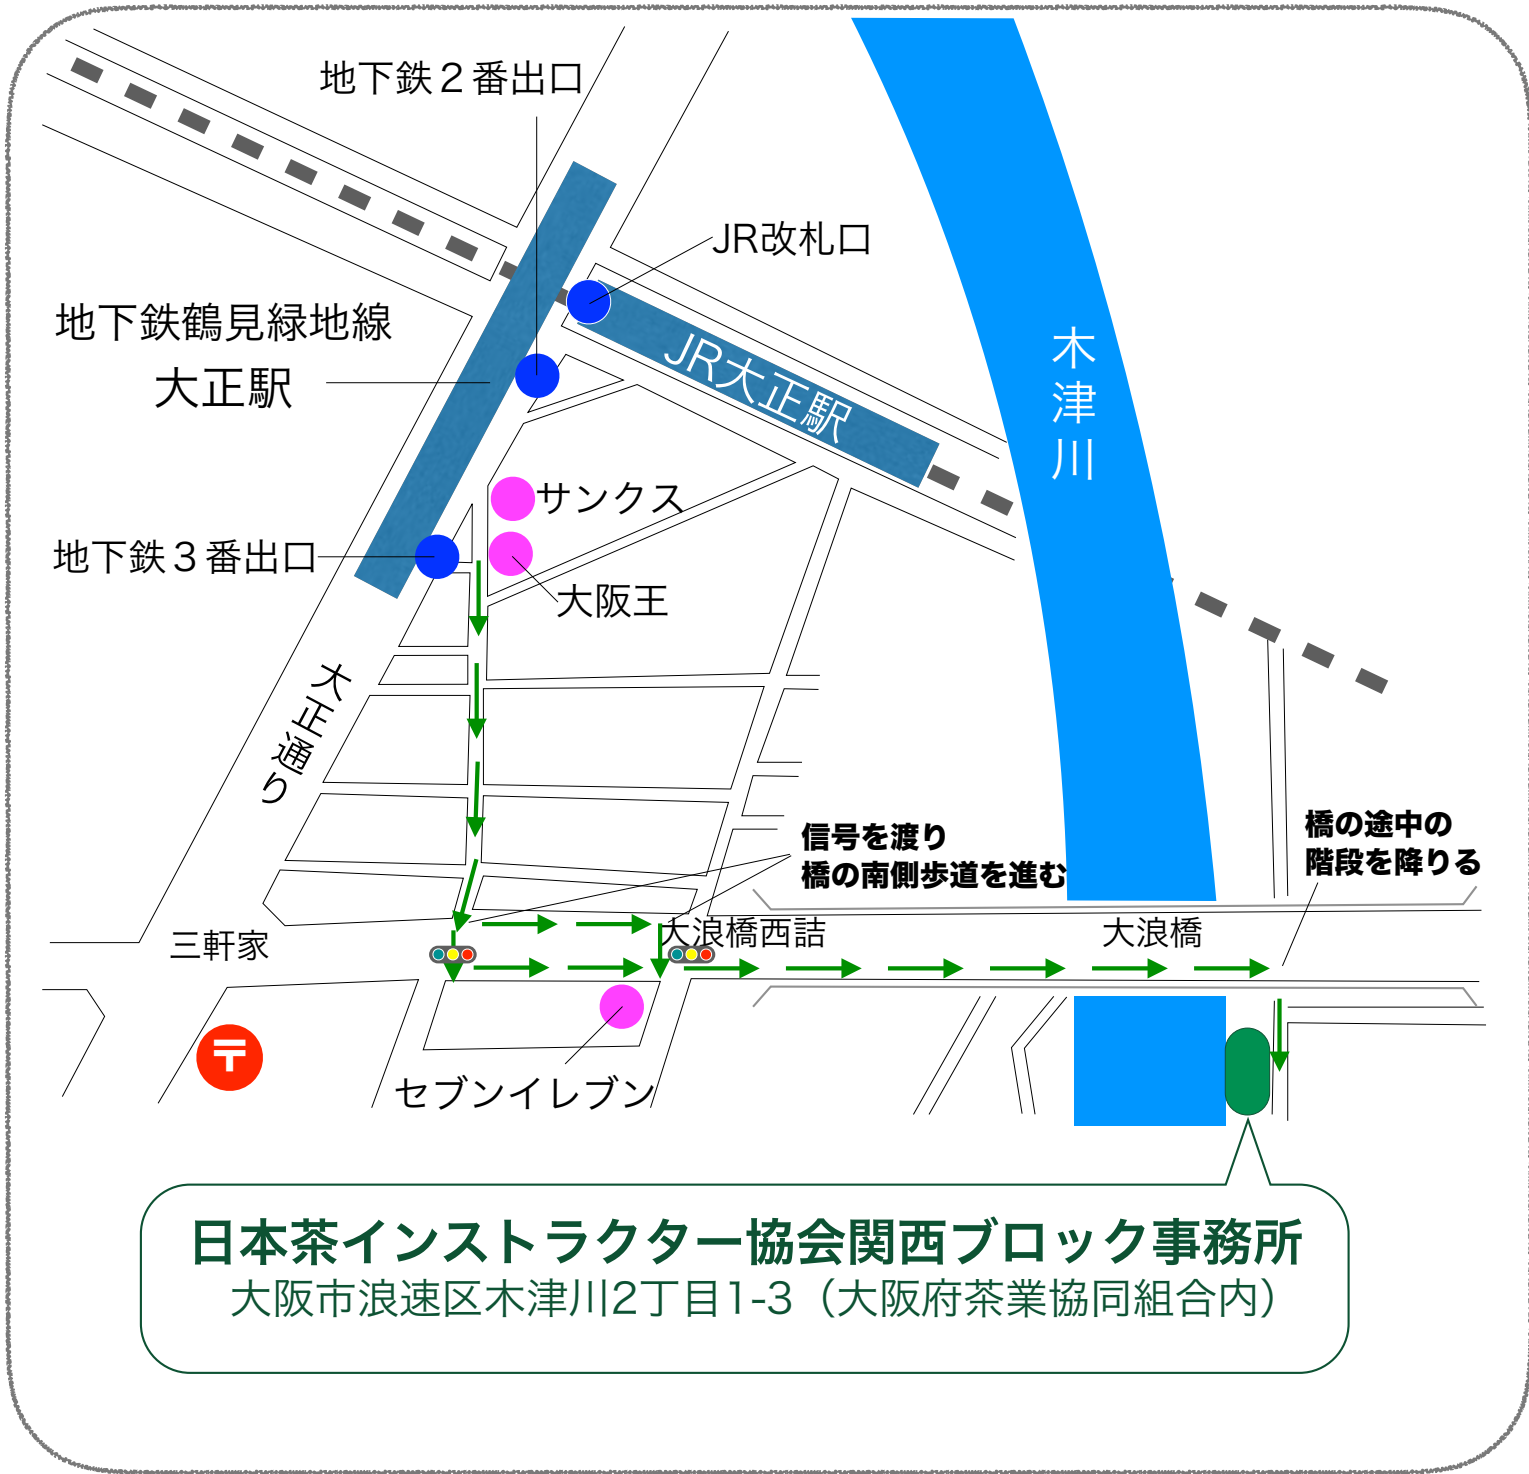 地下鉄２番出口
JR改札口
地下鉄鶴見緑地線
大正駅
JR大正駅
木津川
サンクス
地下鉄３番出口
大阪王
大正通り
信号を渡り
橋の南側歩道を進む
橋の途中の
階段を降りる
三軒家
大浪橋西詰
大浪橋
〒
セブンイレブン
日本茶インストラクター協会関西ブロック事務所
大阪市浪速区木津川2丁目1-3（大阪府茶業協同組合内）